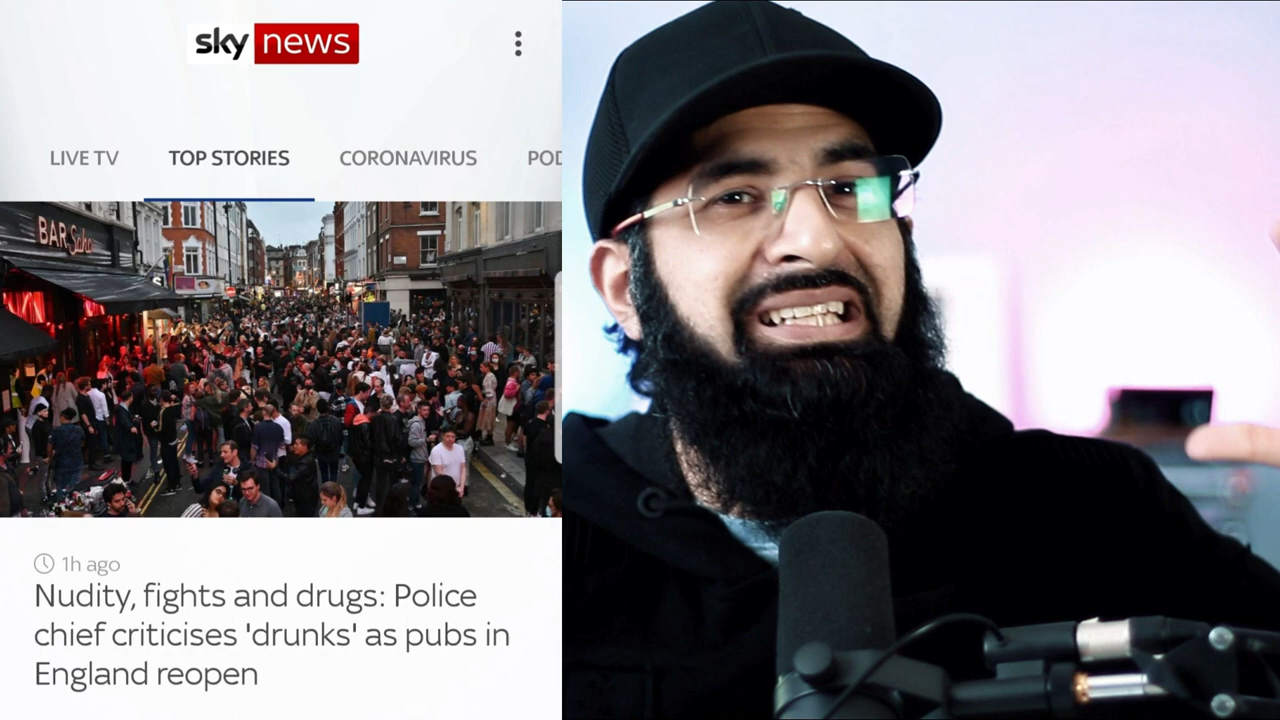 sky news
LIVE TV TOP STORIES CORONAVIRUS POD
BAR Soho
1h ago
Nudity, fights and drugs: Police
chief criticises 'drunks' as pubs in
England reopen